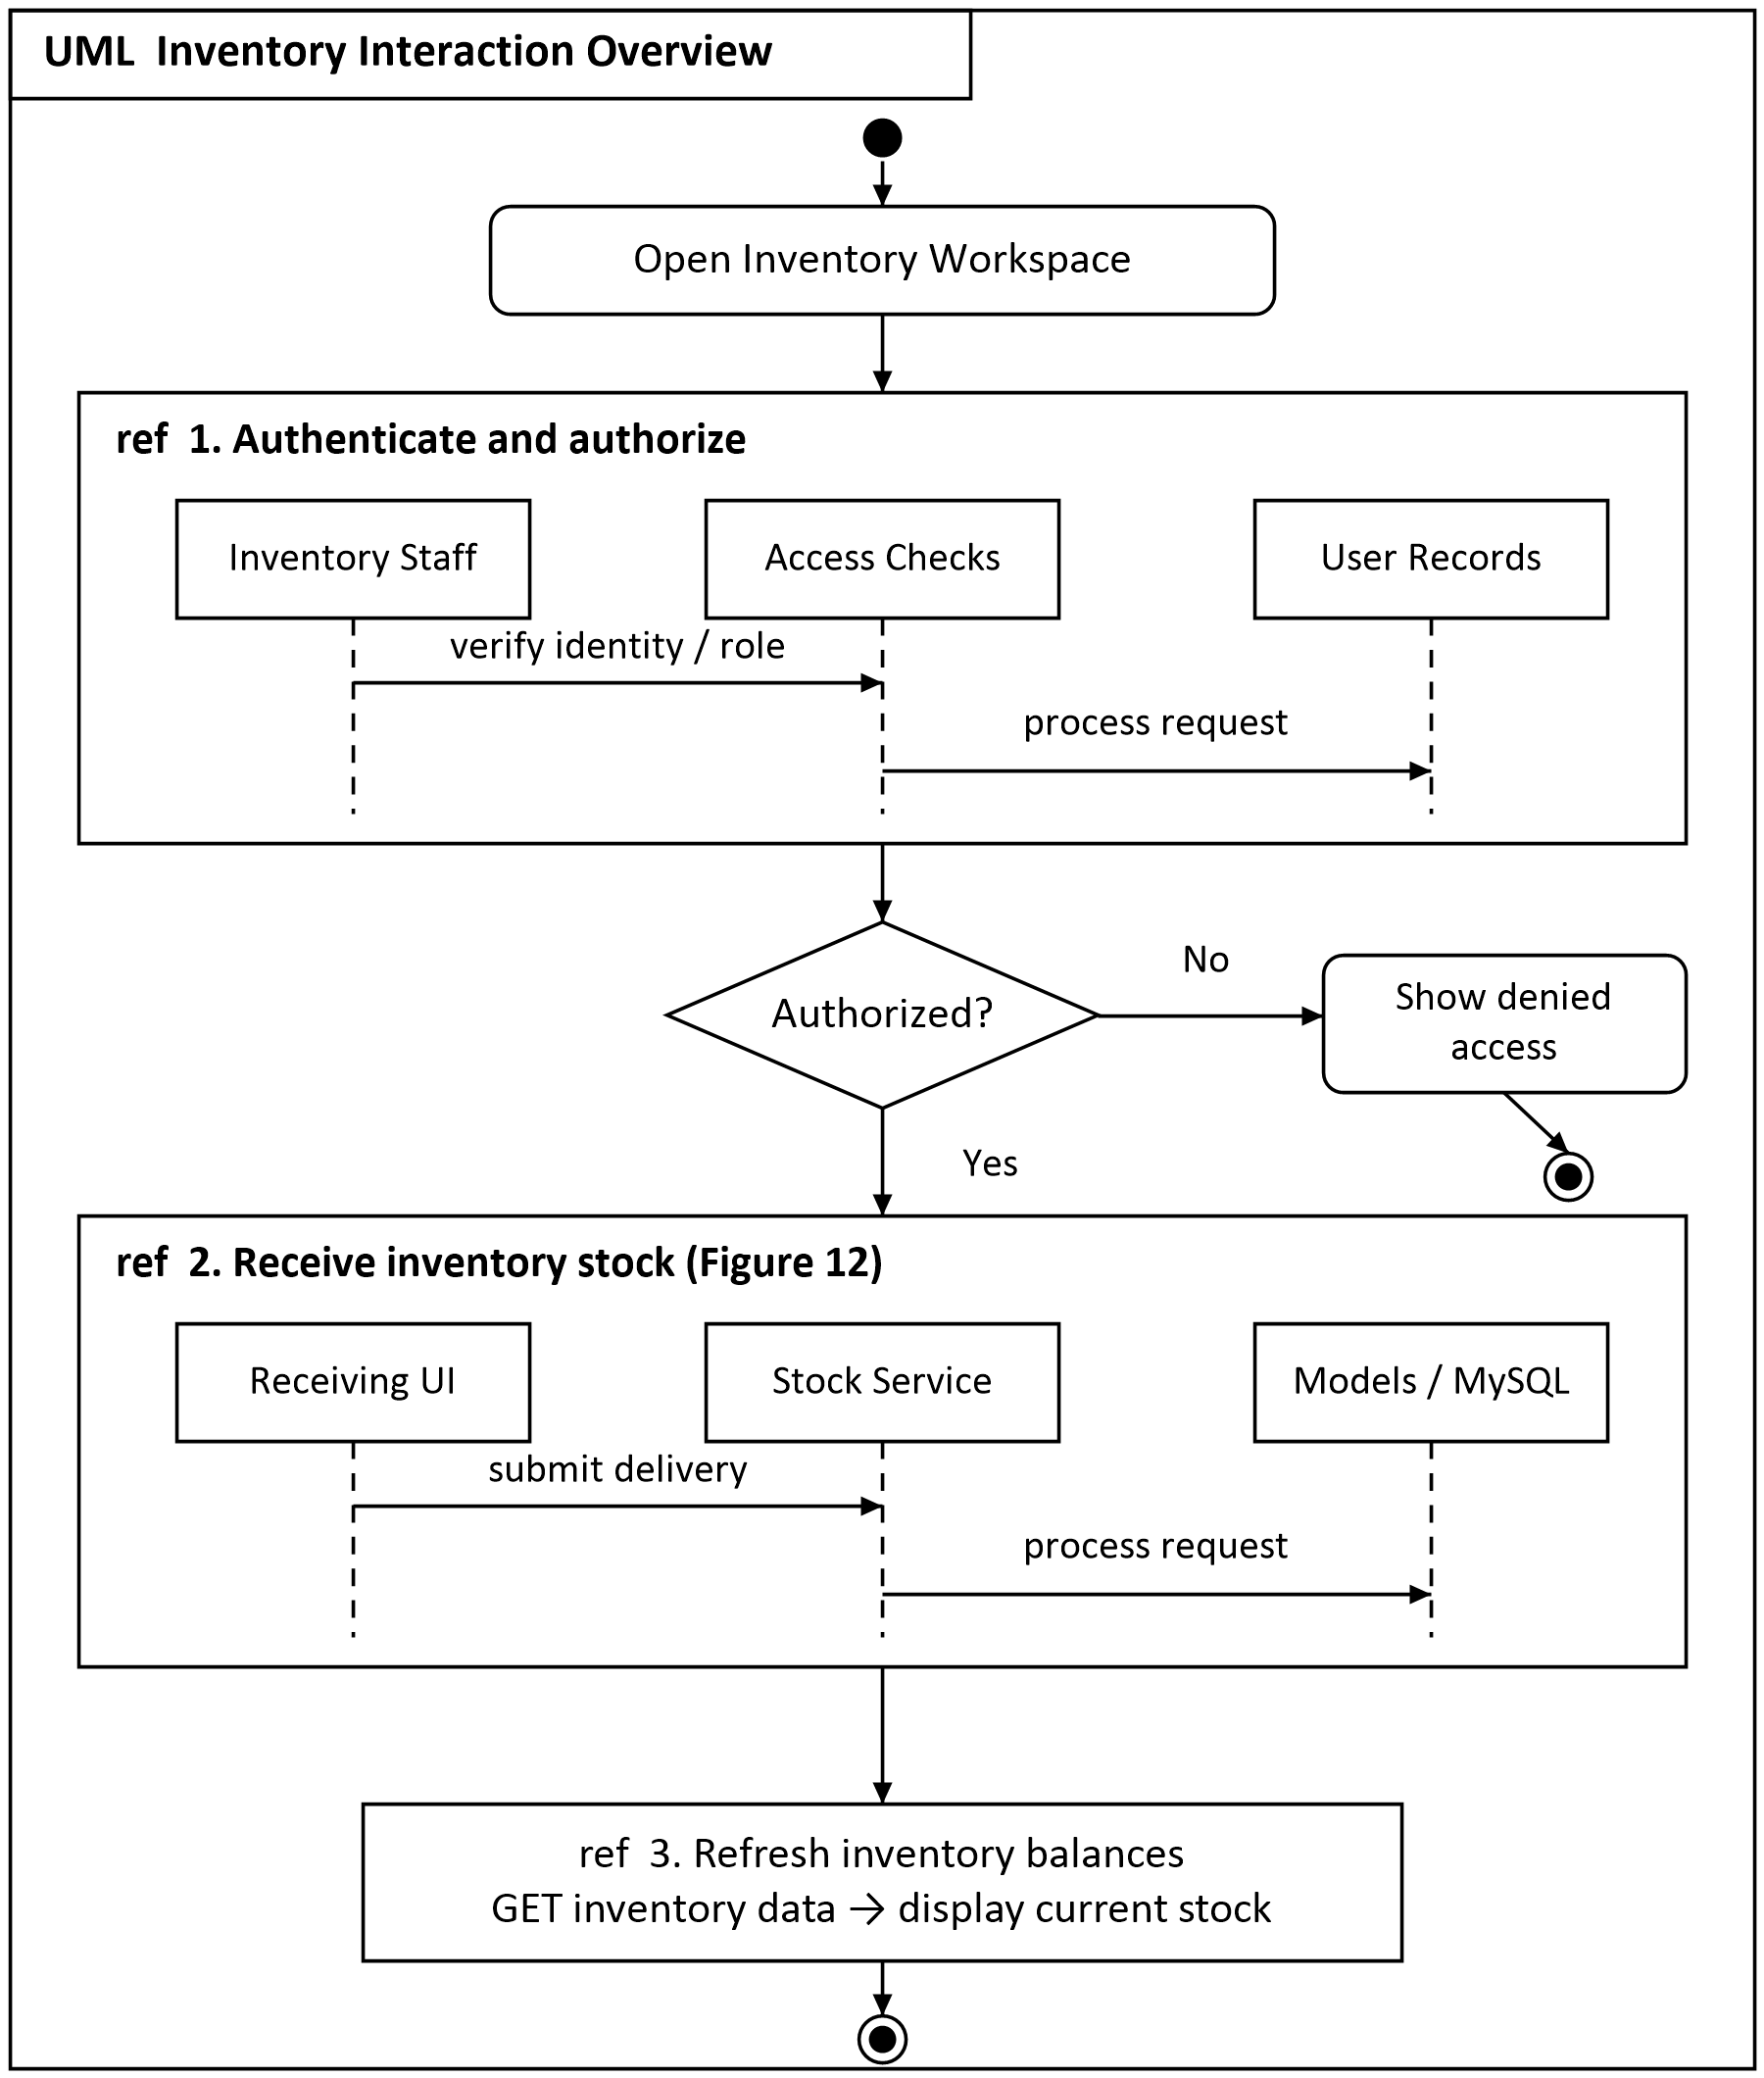 UML  Inventory Interaction Overview
Open Inventory Workspace
ref  1. Authenticate and authorize
Inventory Staff
Access Checks
User Records
verify identity / role
process request
Authorized?
No
Show denied
access
Yes
ref  2. Receive inventory stock (Figure 12)
Receiving UI
Stock Service
Models / MySQL
submit delivery
process request
ref  3. Refresh inventory balances
GET inventory data → display current stock